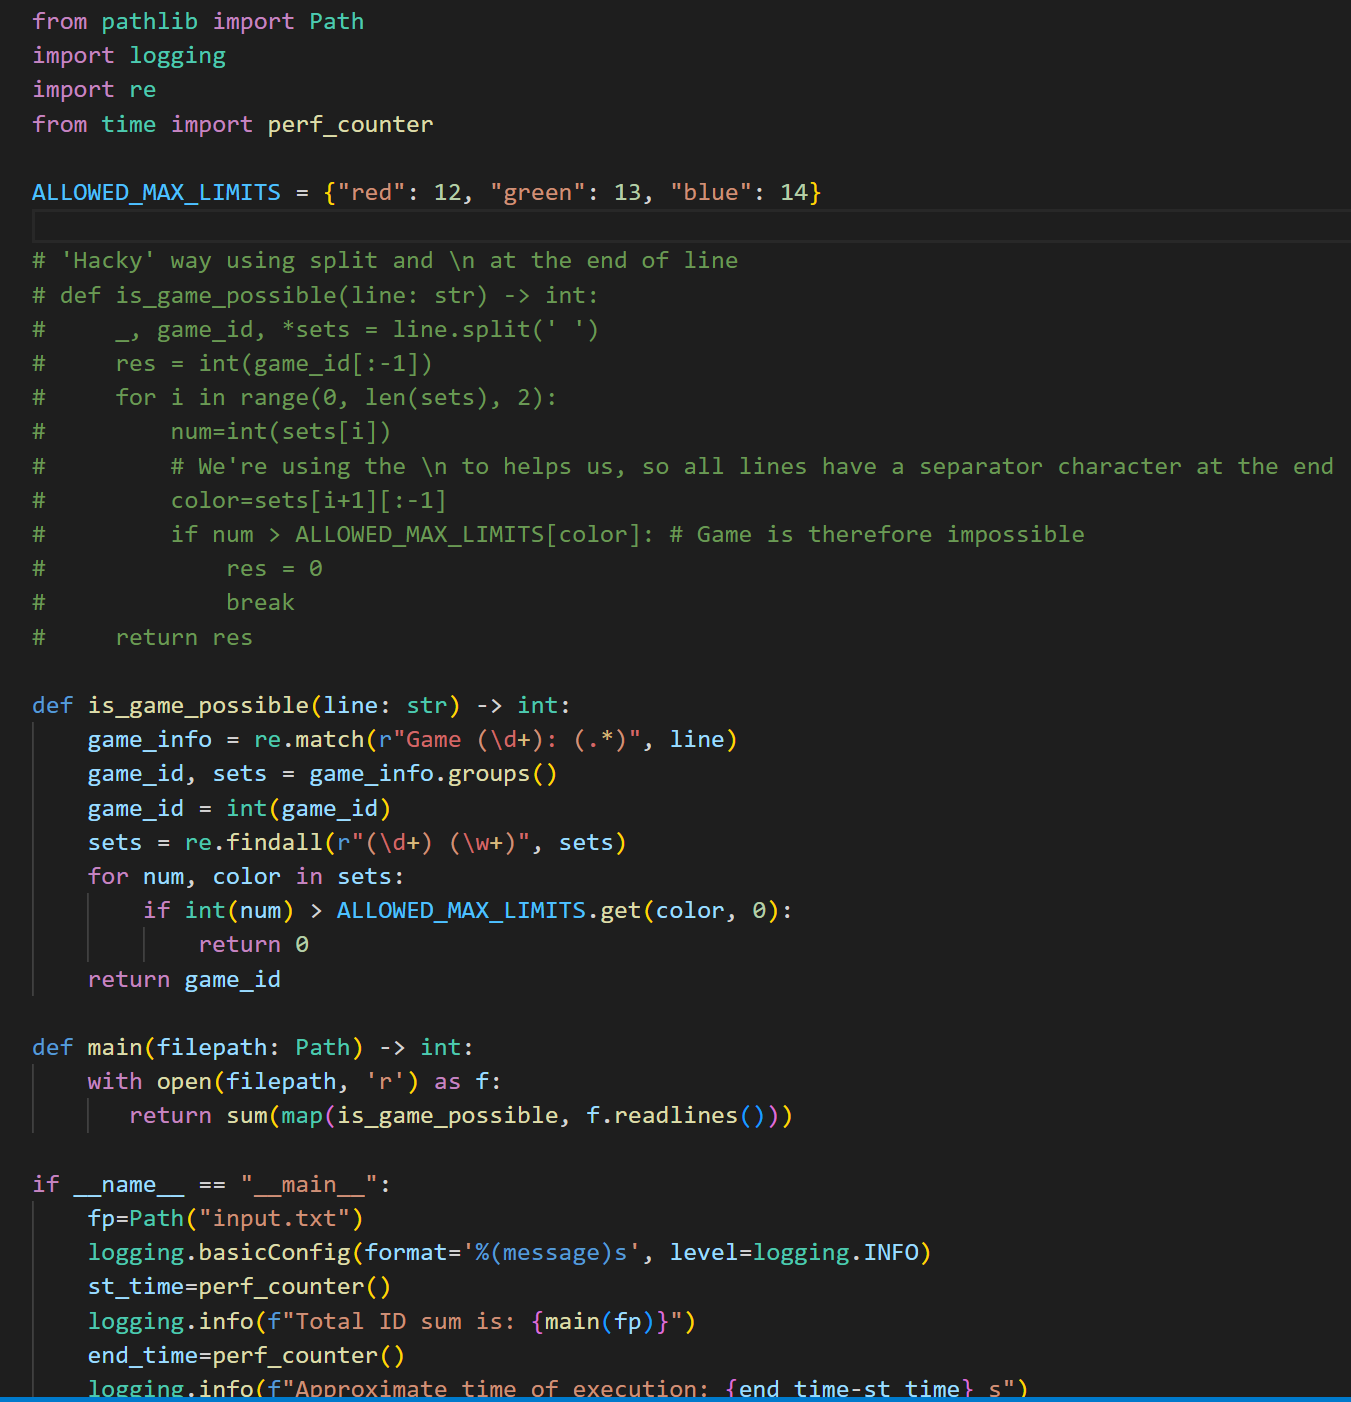 from pathlib import Path
import logging
import re
from time import perf_counter

ALLOWED_MAX_LIMITS = {"red": 12, "green": 13, "blue": 14}

# 'Hacky' way using split and \n at the end of line
# def is_game_possible(line: str) -> int:
#     _, game_id, *sets = line.split(' ')
#     res = int(game_id[:-1])
#     for i in range(0, len(sets), 2):
#         num=int(sets[i])
#         # We're using the \n to helps us, so all lines have a separator character at the end
#         color=sets[i+1][:-1]
#         if num > ALLOWED_MAX_LIMITS[color]: # Game is therefore impossible
#             res = 0
#             break
#     return res

def is_game_possible(line: str) -> int:
    game_info = re.match(r"Game (\d+): (.*)", line)
    game_id, sets = game_info.groups()
    game_id = int(game_id)
    sets = re.findall(r"(\d+) (\w+)", sets)
    for num, color in sets:
        if int(num) > ALLOWED_MAX_LIMITS.get(color, 0):
            return 0
    return game_id

def main(filepath: Path) -> int:
    with open(filepath, 'r') as f:
       return sum(map(is_game_possible, f.readlines()))

if __name__ == "__main__":
    fp=Path("input.txt")
    logging.basicConfig(format='%(message)s', level=logging.INFO)
    st_time=perf_counter()
    logging.info(f"Total ID sum is: {main(fp)}")
    end_time=perf_counter()
    logging.info(f"Approximate time of execution: {end_time-st_time} s")